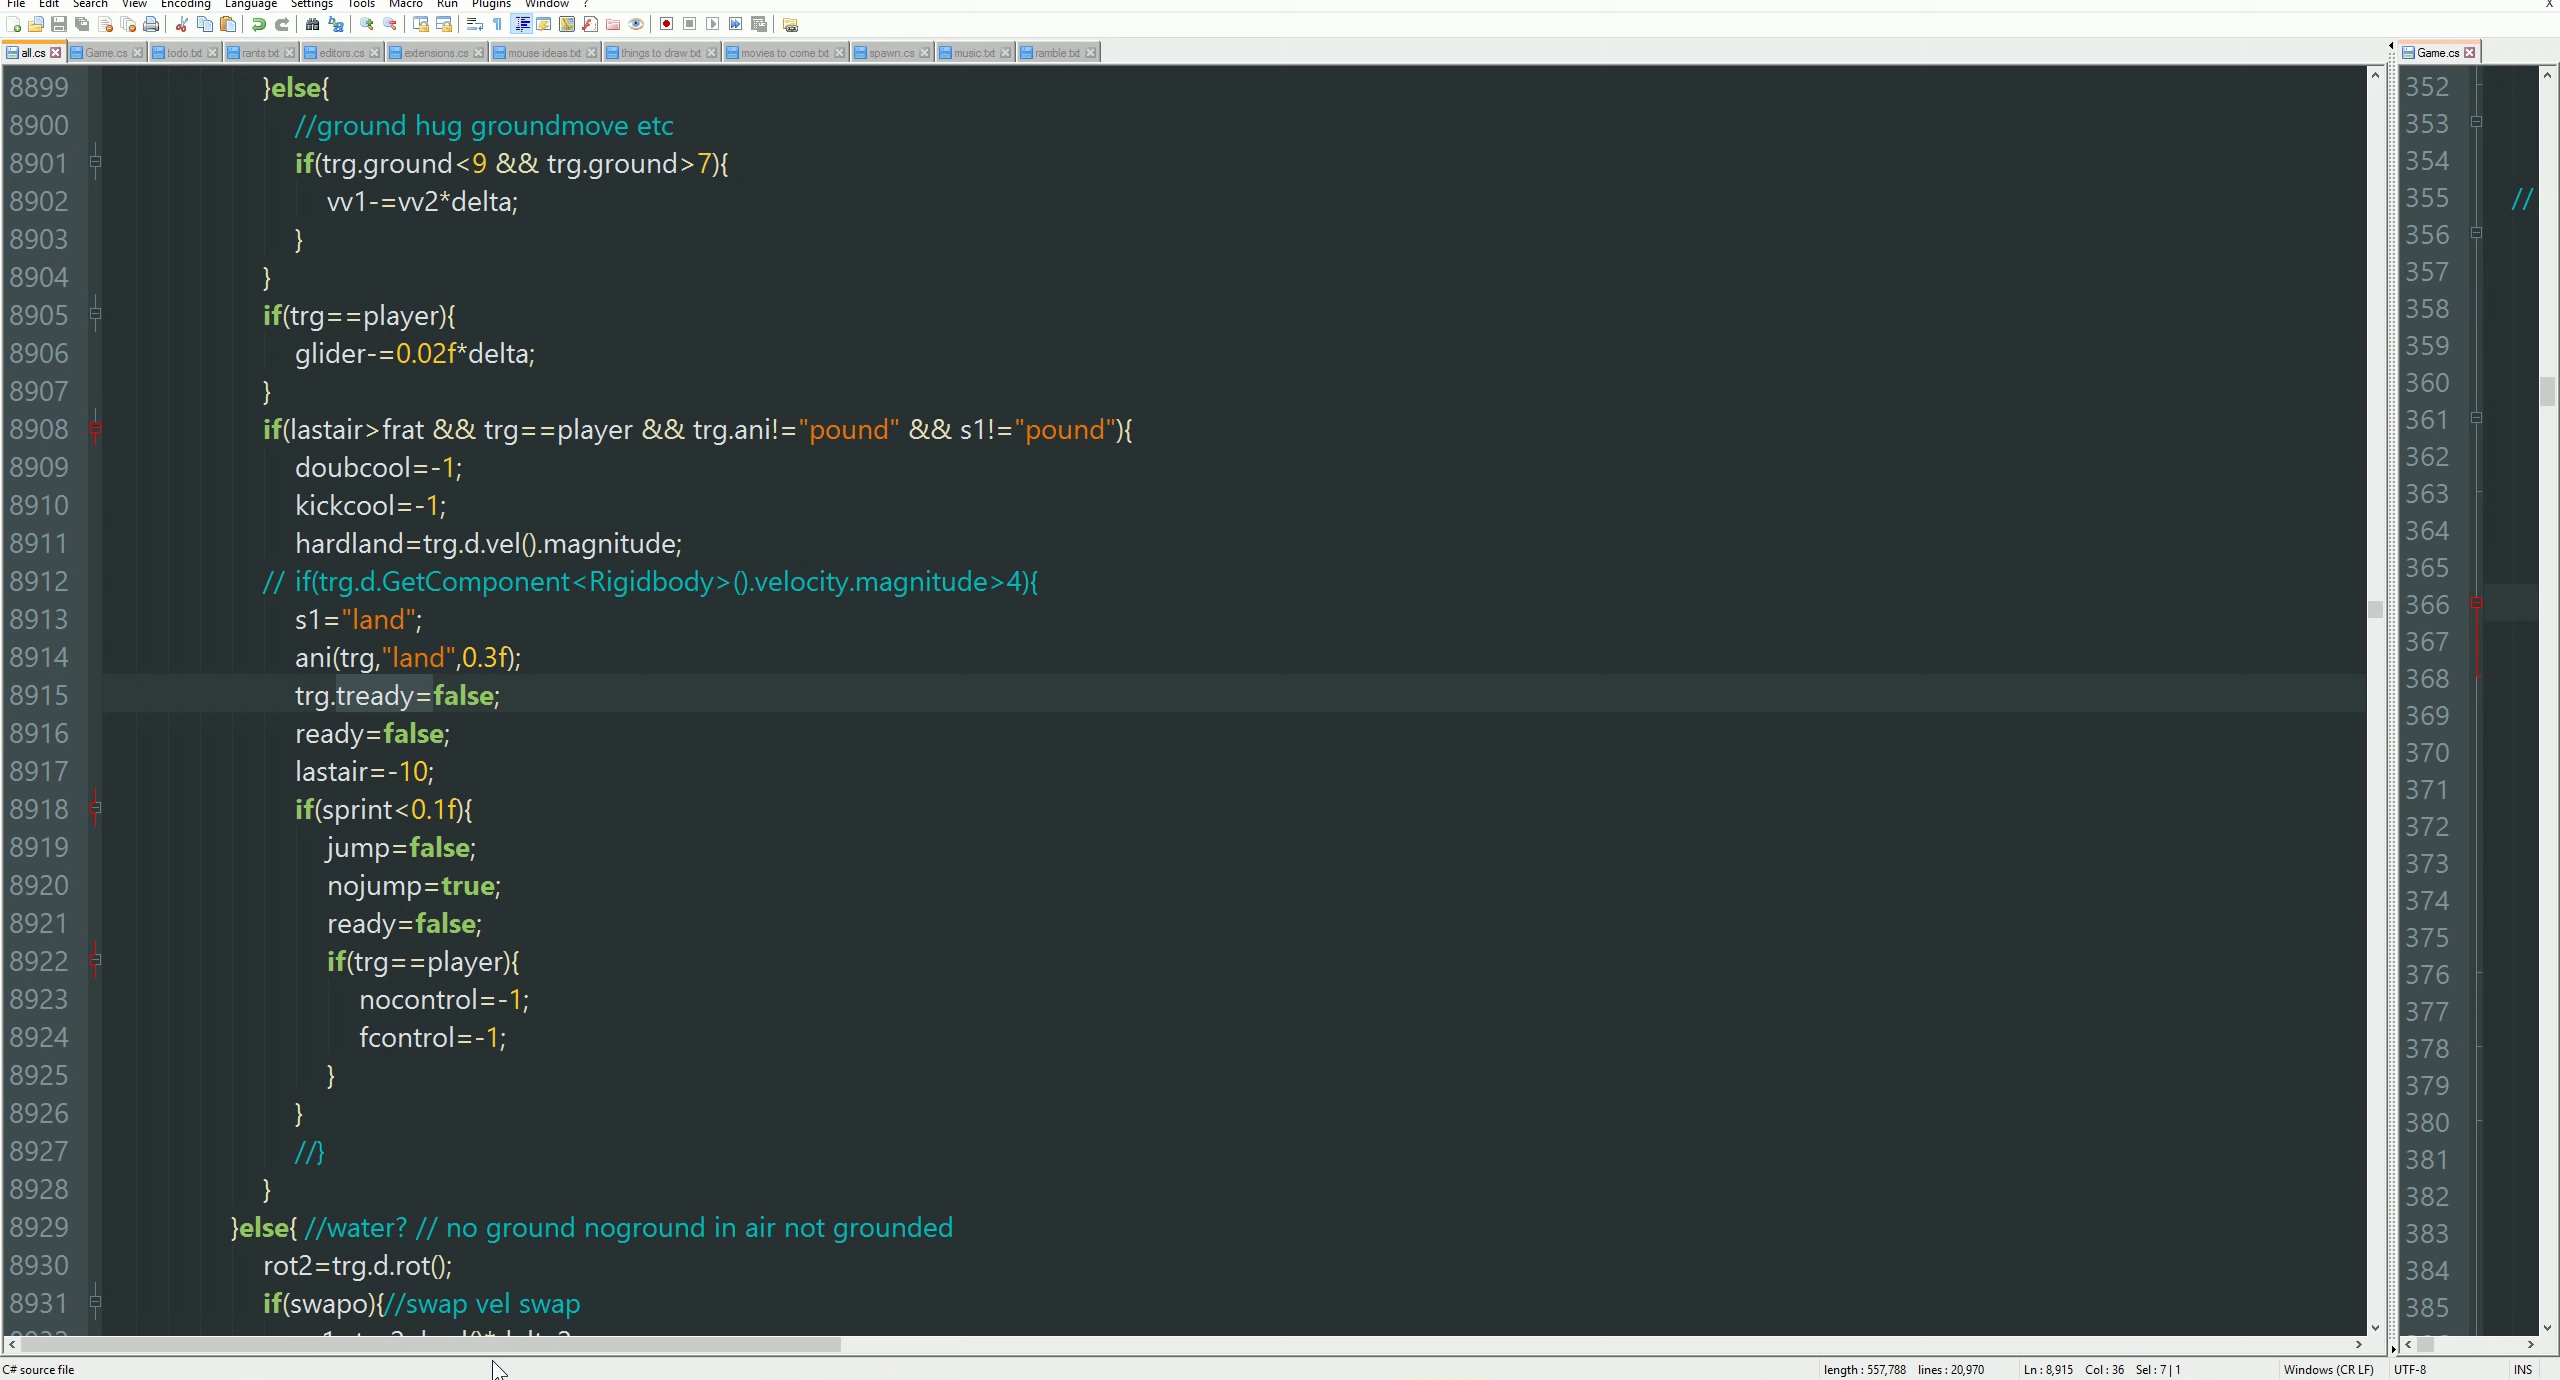 File Edit Search View Encoding Language Settings Tools Macro Run Plugins Window ? X
all.cs Game.cs todo.txt rants.txt editors.cs extensions.cs mouse ideas.txt things to draw.txt movies to come.txt spawn.cs music.txt ramble.txt
8899 }else{
8900 //ground hug groundmove etc
8901 if(trg.ground<9 && trg.ground>7){
8902 vv1-=vv2*delta;
8903 }
8904 }
8905 if(trg==player){
8906 glider-=0.02f*delta;
8907 }
8908 if(lastair>frat && trg==player && trg.ani!="pound" && s1!="pound"){
8909 doubcool=-1;
8910 kickcool=-1;
8911 hardland=trg.d.vel().magnitude;
8912 // if(trg.d.GetComponent<Rigidbody>().velocity.magnitude>4){
8913 s1="land";
8914 ani(trg,"land",0.3f);
8915 trg.tready=false;
8916 ready=false;
8917 lastair=-10;
8918 if(sprint<0.1f){
8919 jump=false;
8920 nojump=true;
8921 ready=false;
8922 if(trg==player){
8923 nocontrol=-1;
8924 fcontrol=-1;
8925 }
8926 }
8927 //}
8928 }
8929 }else{ //water? // no ground noground in air not grounded
8930 rot2=trg.d.rot();
8931 if(swapo){//swap vel swap
Game.cs
352
353
354
355 //
356
357
358
359
360
361
362
363
364
365
366
367
368
369
370
371
372
373
374
375
376
377
378
379
380
381
382
383
384
385
C# source file length : 557,788 lines : 20,970 Ln : 8,915 Col : 36 Sel : 7 | 1 Windows (CR LF) UTF-8 INS